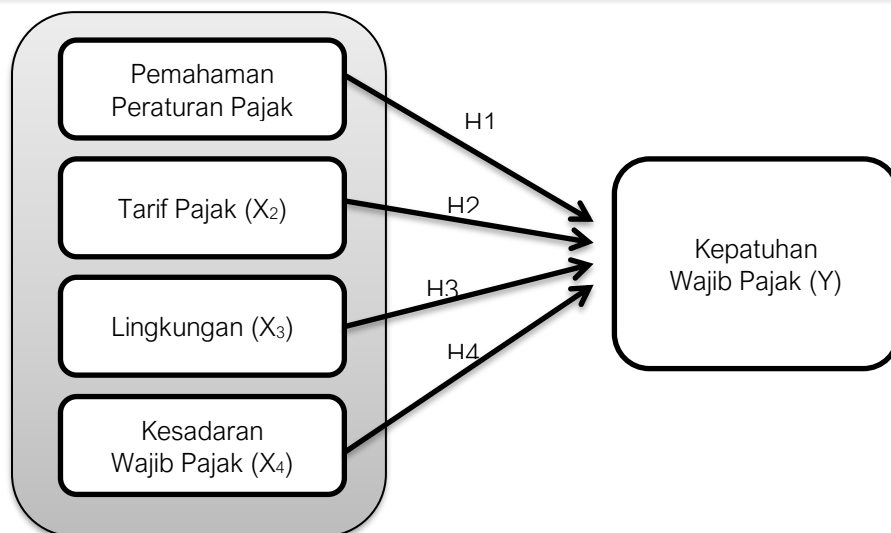 Pemahaman
Peraturan Pajak
H1
Tarif Pajak (X₂)
H2
Kepatuhan
Wajib Pajak (Y)
Lingkungan (X₃)
H3
H4
Kesadaran
Wajib Pajak (X₄)